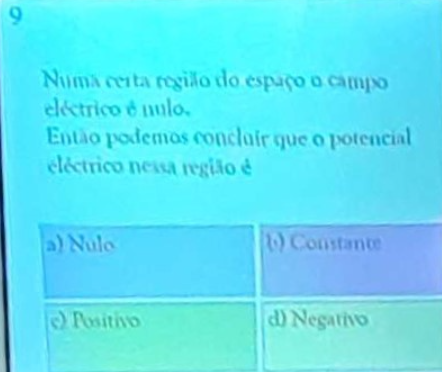 9
Numa certa região do espaço o campo
eléctrico é nulo.
Então podemos concluir que o potencial
eléctrico nessa região é
a) Nulo
b) Constante
c) Positivo
d) Negativo